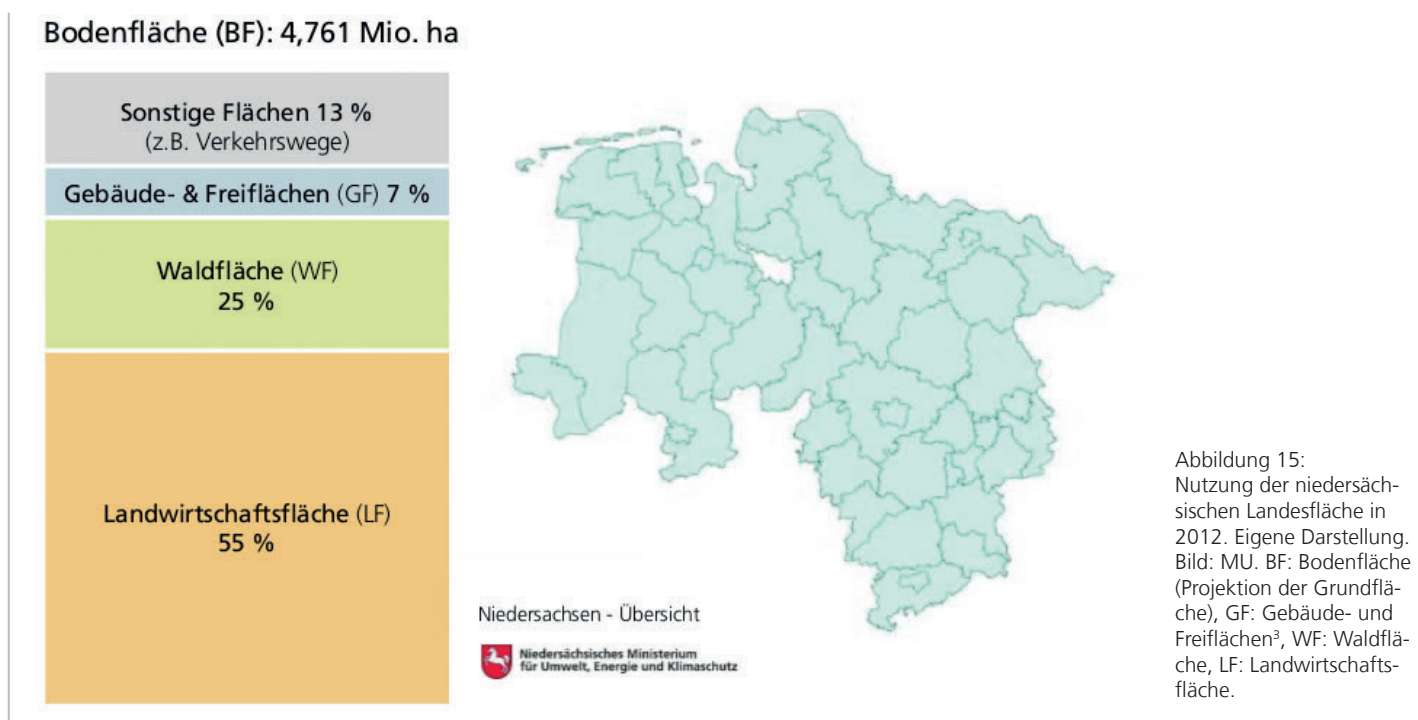 Bodenfläche (BF): 4,761 Mio. ha
Sonstige Flächen 13 %
(z.B. Verkehrswege)
Gebäude- & Freiflächen (GF) 7 %
Waldfläche (WF)
25 %
Landwirtschaftsfläche (LF)
55 %
Niedersachsen - Übersicht
Niedersächsisches Ministerium
für Umwelt, Energie und Klimaschutz
Abbildung 15:
Nutzung der niedersäch-
sischen Landesfläche in
2012. Eigene Darstellung.
Bild: MU. BF: Bodenfläche
(Projektion der Grundflä-
che), GF: Gebäude- und
Freiflächen³, WF: Waldflä-
che, LF: Landwirtschafts-
fläche.